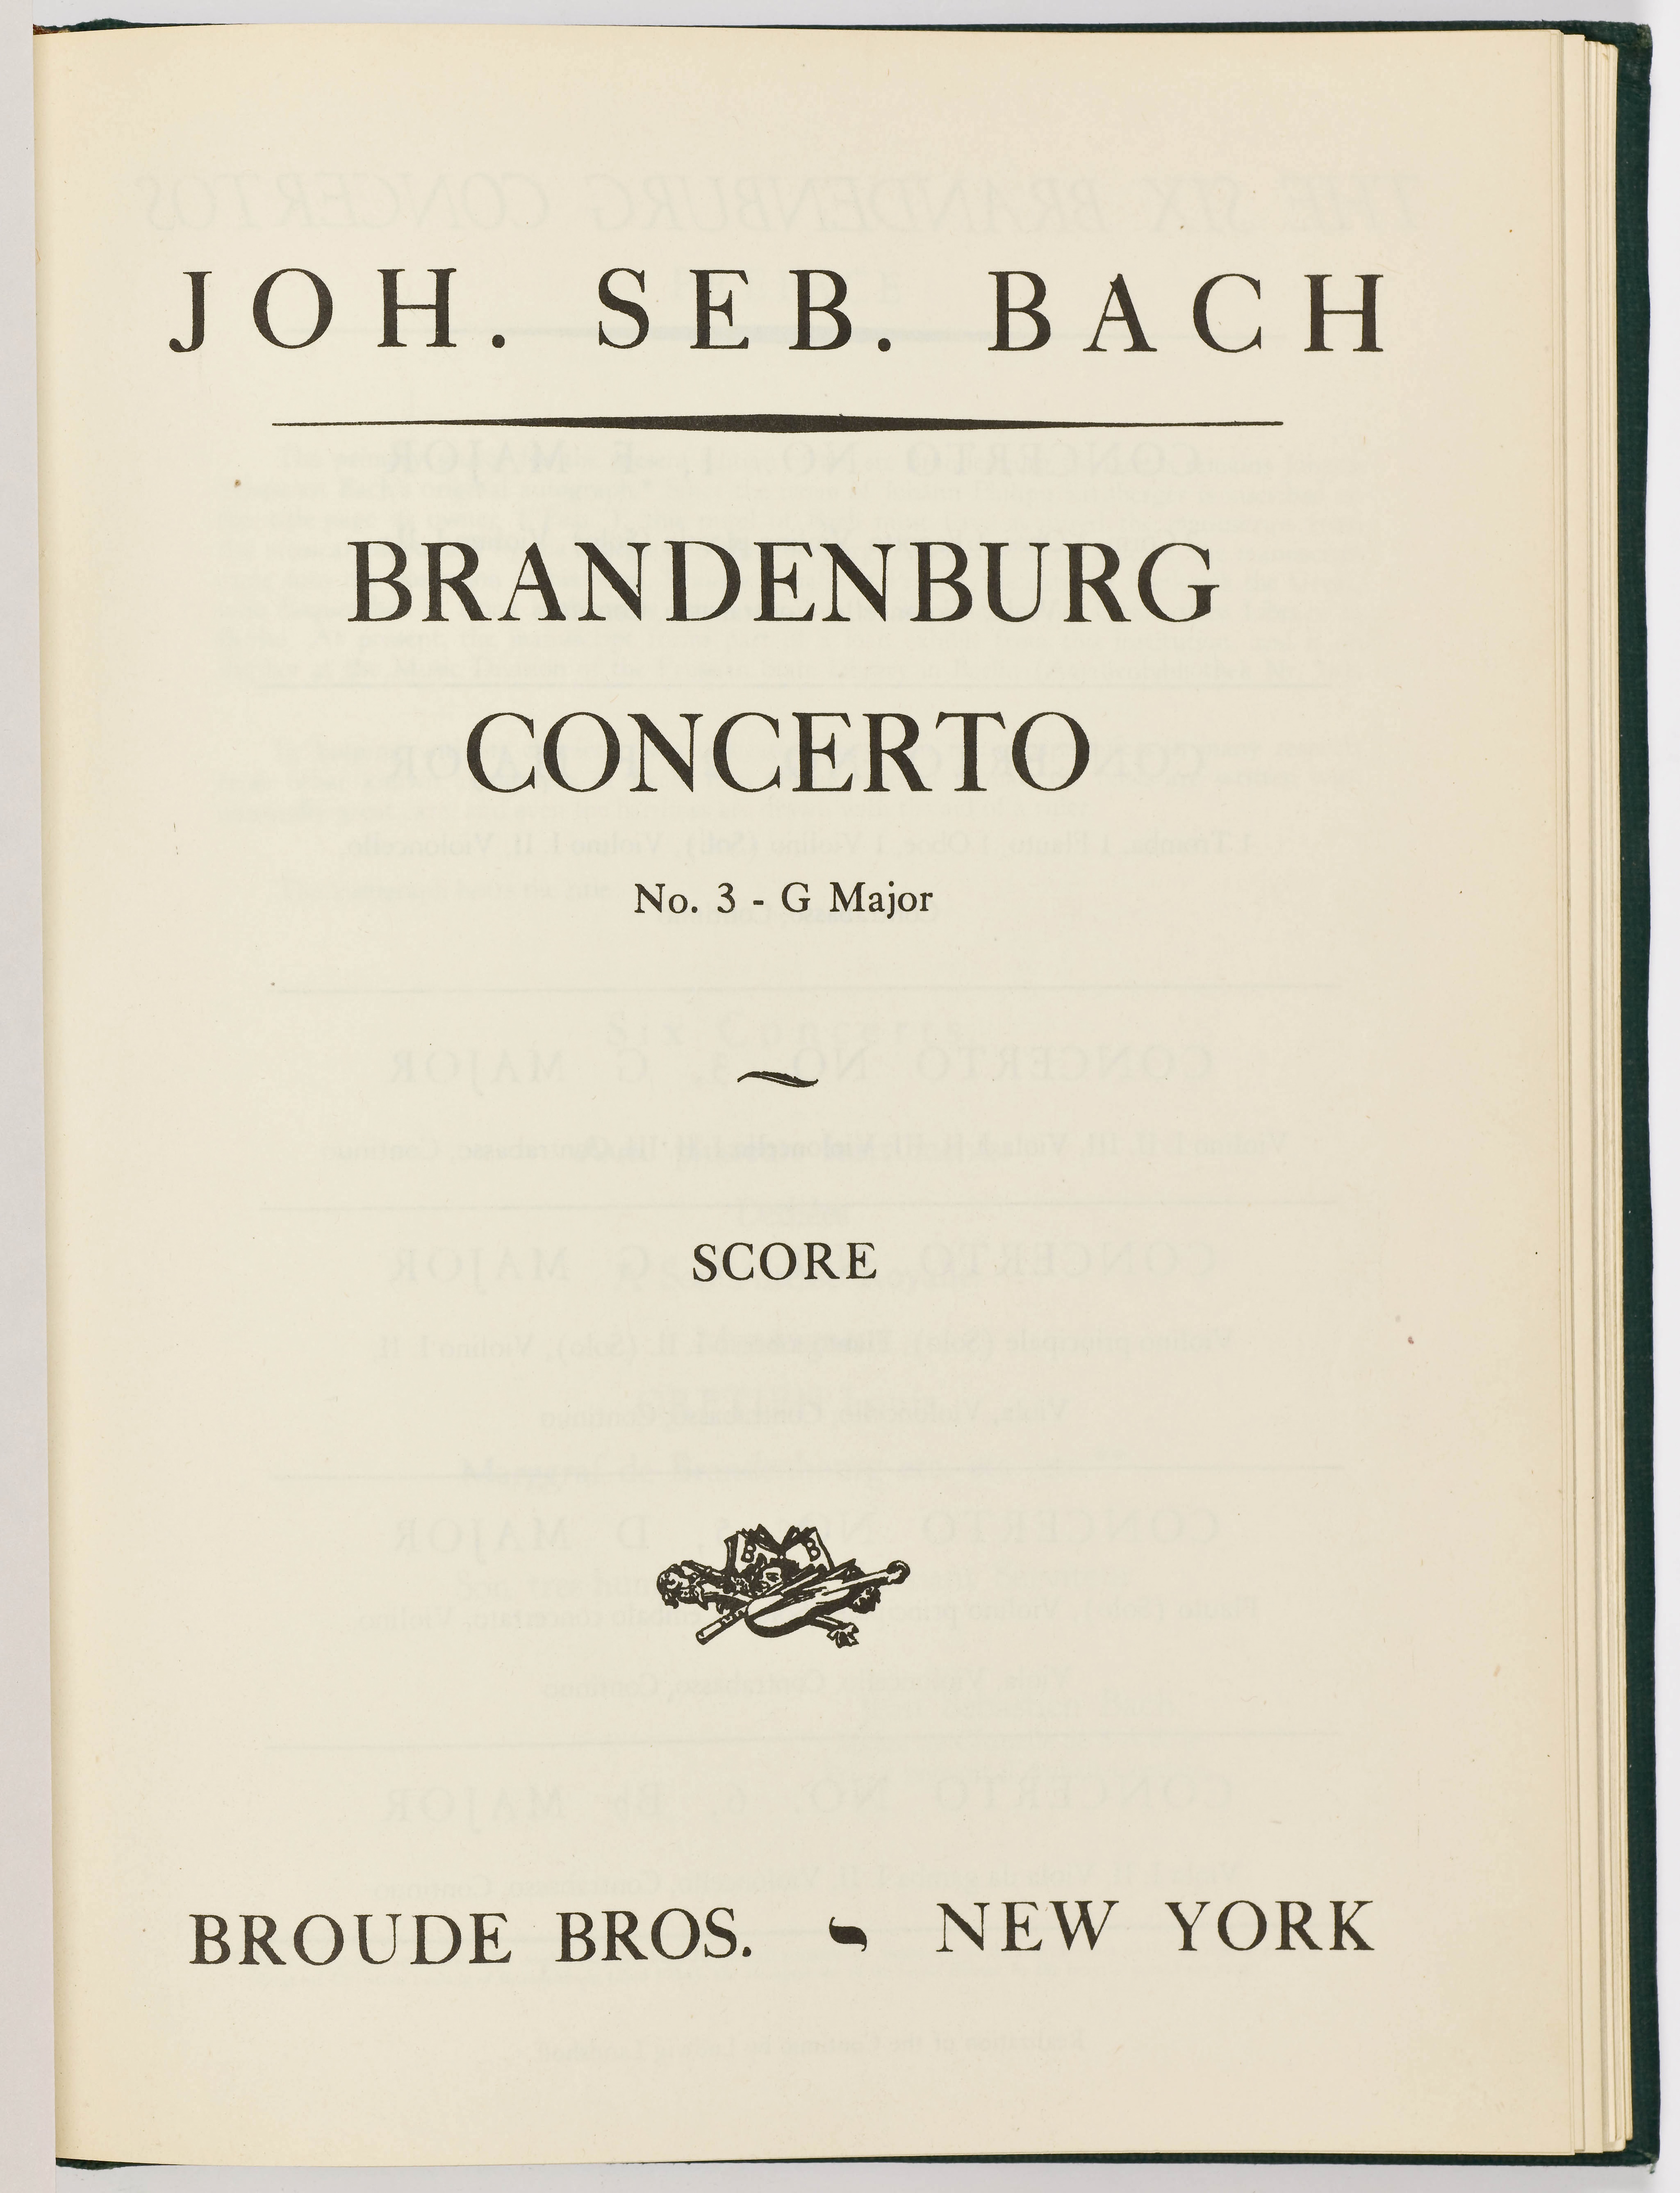 JOH. SEB. BACH
BRANDENBURG
CONCERTO
No. 3 - G Major
SCORE
B B
BROUDE BROS. NEW YORK